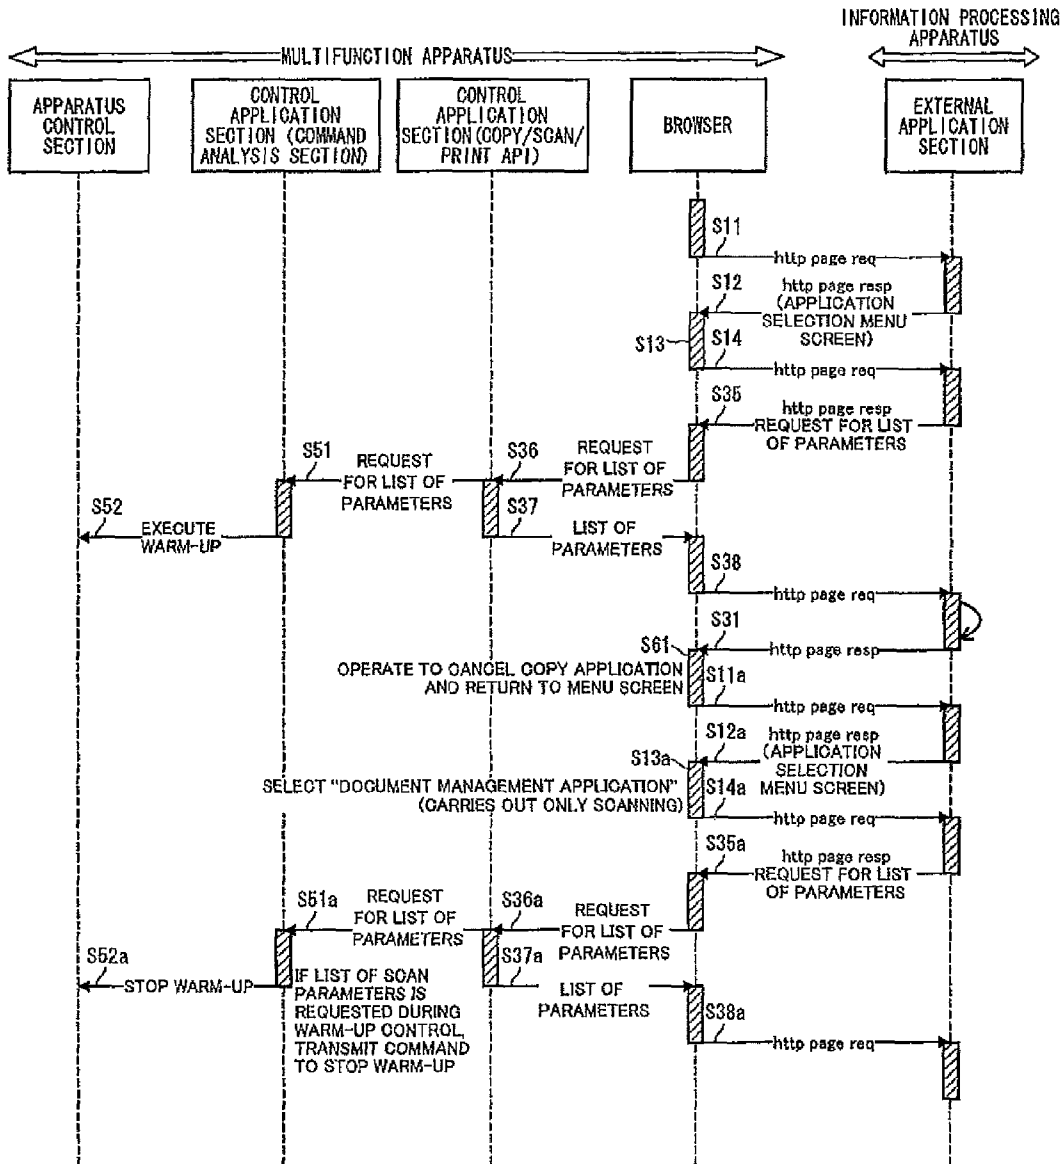 INFORMATION PROCESSING
APPARATUS
MULTIFUNCTION APPARATUS
APPARATUS
CONTROL
SECTION
CONTROL
APPLICATION
SECTION (COMMAND
ANALYSIS SECTION)
CONTROL
APPLICATION
SECTION(COPY/SCAN/
PRINT API)
BROWSER
EXTERNAL
APPLICATION
SECTION
S11
http page req
S12
http page resp
(APPLICATION
SELECTION MENU
SCREEN)
S13
S14
http page req
S35
http page resp
REQUEST FOR LIST
OF PARAMETERS
S51
REQUEST
FOR LIST OF
PARAMETERS
S36
REQUEST
FOR LIST OF
PARAMETERS
S52
EXECUTE
WARM-UP
S37
LIST OF
PARAMETERS
S38
http page req
S31
http page resp
S61
OPERATE TO CANCEL COPY APPLICATION
AND RETURN TO MENU SCREEN
S11a
http page req
S12a
http page resp
(APPLICATION
SELECTION
MENU SCREEN)
S13a
SELECT "DOCUMENT MANAGEMENT APPLICATION"
(CARRIES OUT ONLY SCANNING)
S14a
http page req
S35a
http page resp
REQUEST FOR LIST
OF PARAMETERS
S51a
REQUEST
FOR LIST OF
PARAMETERS
S36a
REQUEST
FOR LIST OF
PARAMETERS
S52a
STOP WARM-UP
IF LIST OF SCAN
PARAMETERS IS
REQUESTED DURING
WARM-UP CONTROL,
TRANSMIT COMMAND
TO STOP WARM-UP
S37a
LIST OF
PARAMETERS
S38a
http page req